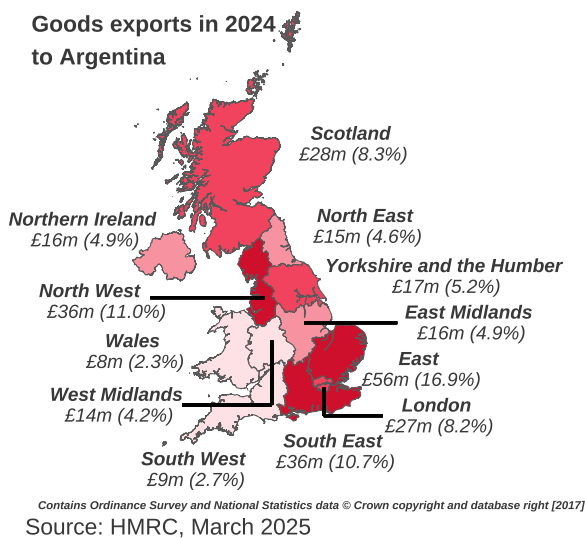 Goods exports in 2024
to Argentina
Scotland
£28m (8.3%)
Northern Ireland
£16m (4.9%)
North East
£15m (4.6%)
Yorkshire and the Humber
£17m (5.2%)
North West
£36m (11.0%)
East Midlands
£16m (4.9%)
Wales
£8m (2.3%)
East
£56m (16.9%)
West Midlands
£14m (4.2%)
London
£27m (8.2%)
South East
£36m (10.7%)
South West
£9m (2.7%)
Contains Ordinance Survey and National Statistics data © Crown copyright and database right [2017]
Source: HMRC, March 2025